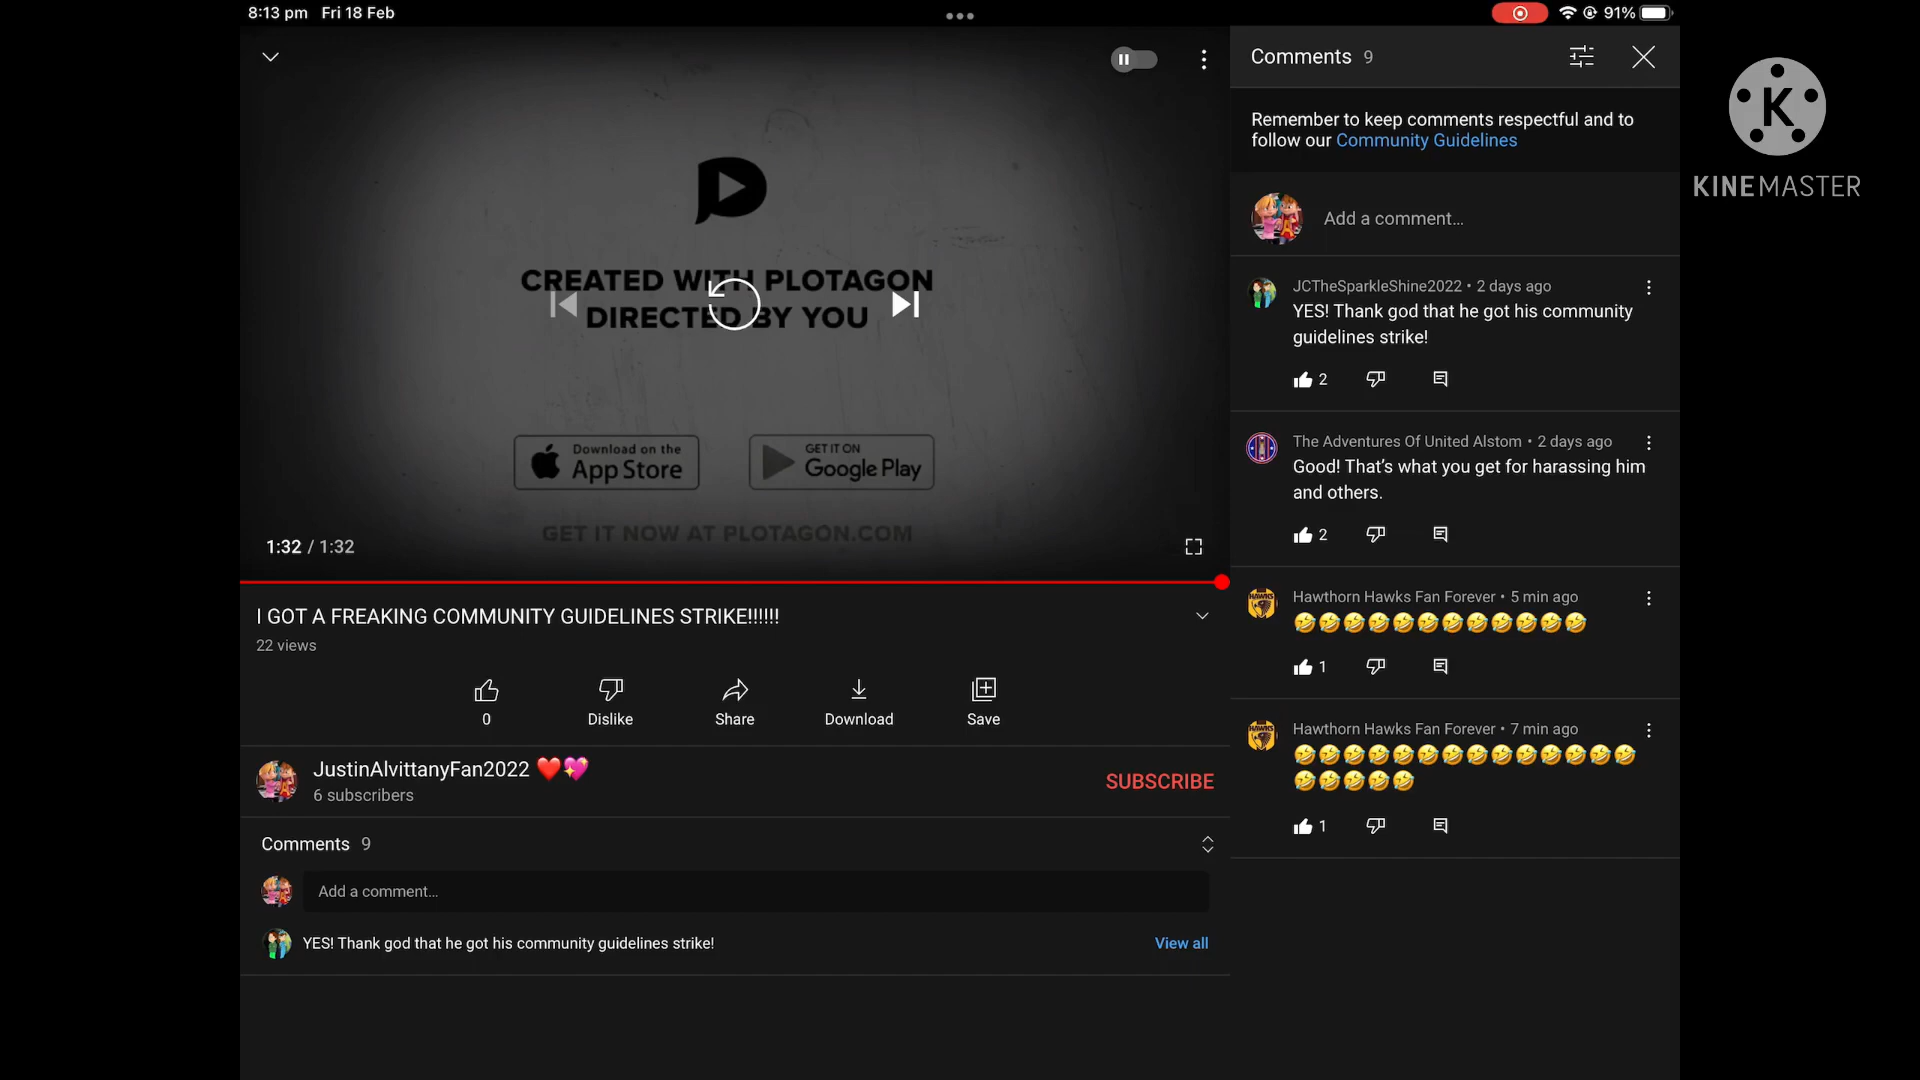 8:13 pm Fri 18 Feb
91%
CREATED WITH PLOTAGON
DIRECTED BY YOU
Download on the
App Store
GET IT ON
Google Play
GET IT NOW AT PLOTAGON.COM
1:32 / 1:32
I GOT A FREAKING COMMUNITY GUIDELINES STRIKE!!!!!!
22 views
0
Dislike
Share
Download
Save
JustinAlvittanyFan2022 ❤️💖
6 subscribers
SUBSCRIBE
Comments 9
Add a comment...
YES! Thank god that he got his community guidelines strike!
View all
Comments 9
Remember to keep comments respectful and to
follow our Community Guidelines
Add a comment...
JCTheSparkleShine2022 • 2 days ago
YES! Thank god that he got his community
guidelines strike!
2
The Adventures Of United Alstom • 2 days ago
Good! That's what you get for harassing him
and others.
2
HAWKS
Hawthorn Hawks Fan Forever • 5 min ago
🤣🤣🤣🤣🤣🤣🤣🤣🤣🤣🤣🤣
1
HAWKS
Hawthorn Hawks Fan Forever • 7 min ago
🤣🤣🤣🤣🤣🤣🤣🤣🤣🤣🤣🤣🤣🤣
🤣🤣🤣🤣🤣
1
K
KINEMASTER